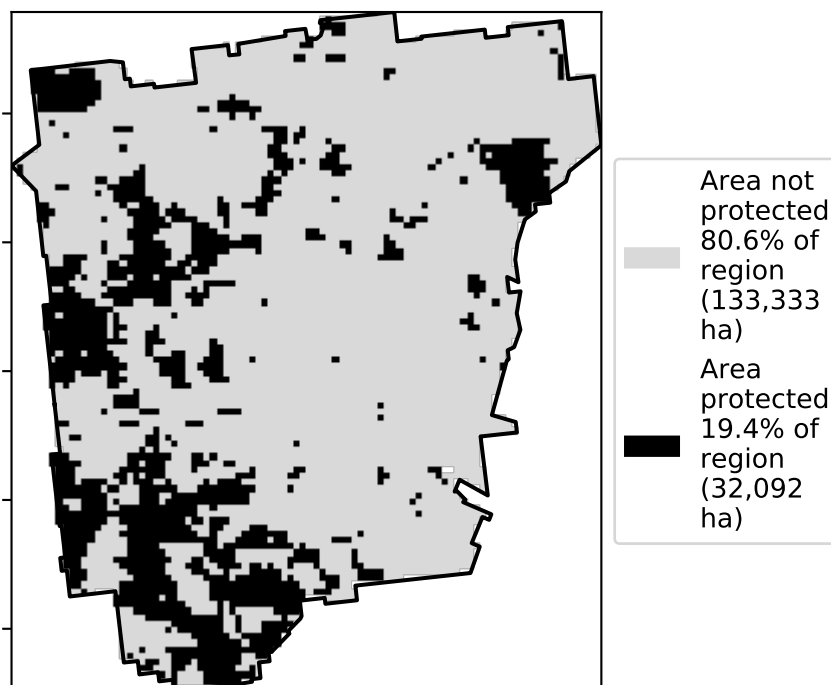 Area not
protected
80.6% of
region
(133,333
ha)
Area
protected
19.4% of
region
(32,092
ha)